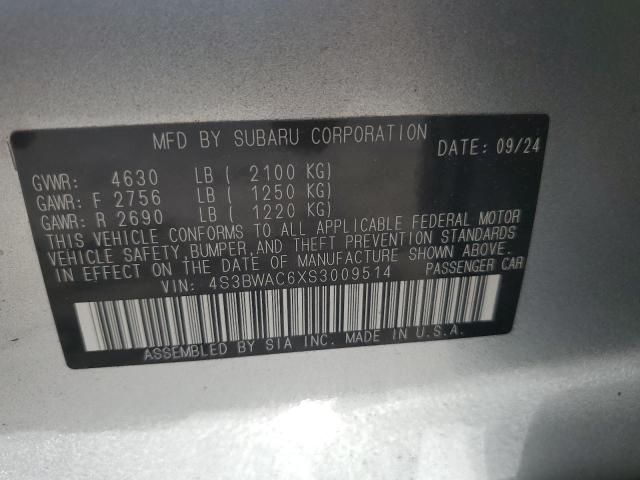 MFD BY SUBARU CORPORATION DATE: 09/24
GVWR: 4630 LB ( 2100 KG)
GAWR: F 2756 LB ( 1250 KG)
GAWR: R 2690 LB ( 1220 KG)
THIS VEHICLE CONFORMS TO ALL APPLICABLE FEDERAL MOTOR
VEHICLE SAFETY,BUMPER,AND THEFT PREVENTION STANDARDS
IN EFFECT ON THE DATE OF MANUFACTURE SHOWN ABOVE.
VIN: 4S3BWAC6XS3009514 PASSENGER CAR
ASSEMBLED BY SIA INC. MADE IN U.S.A.